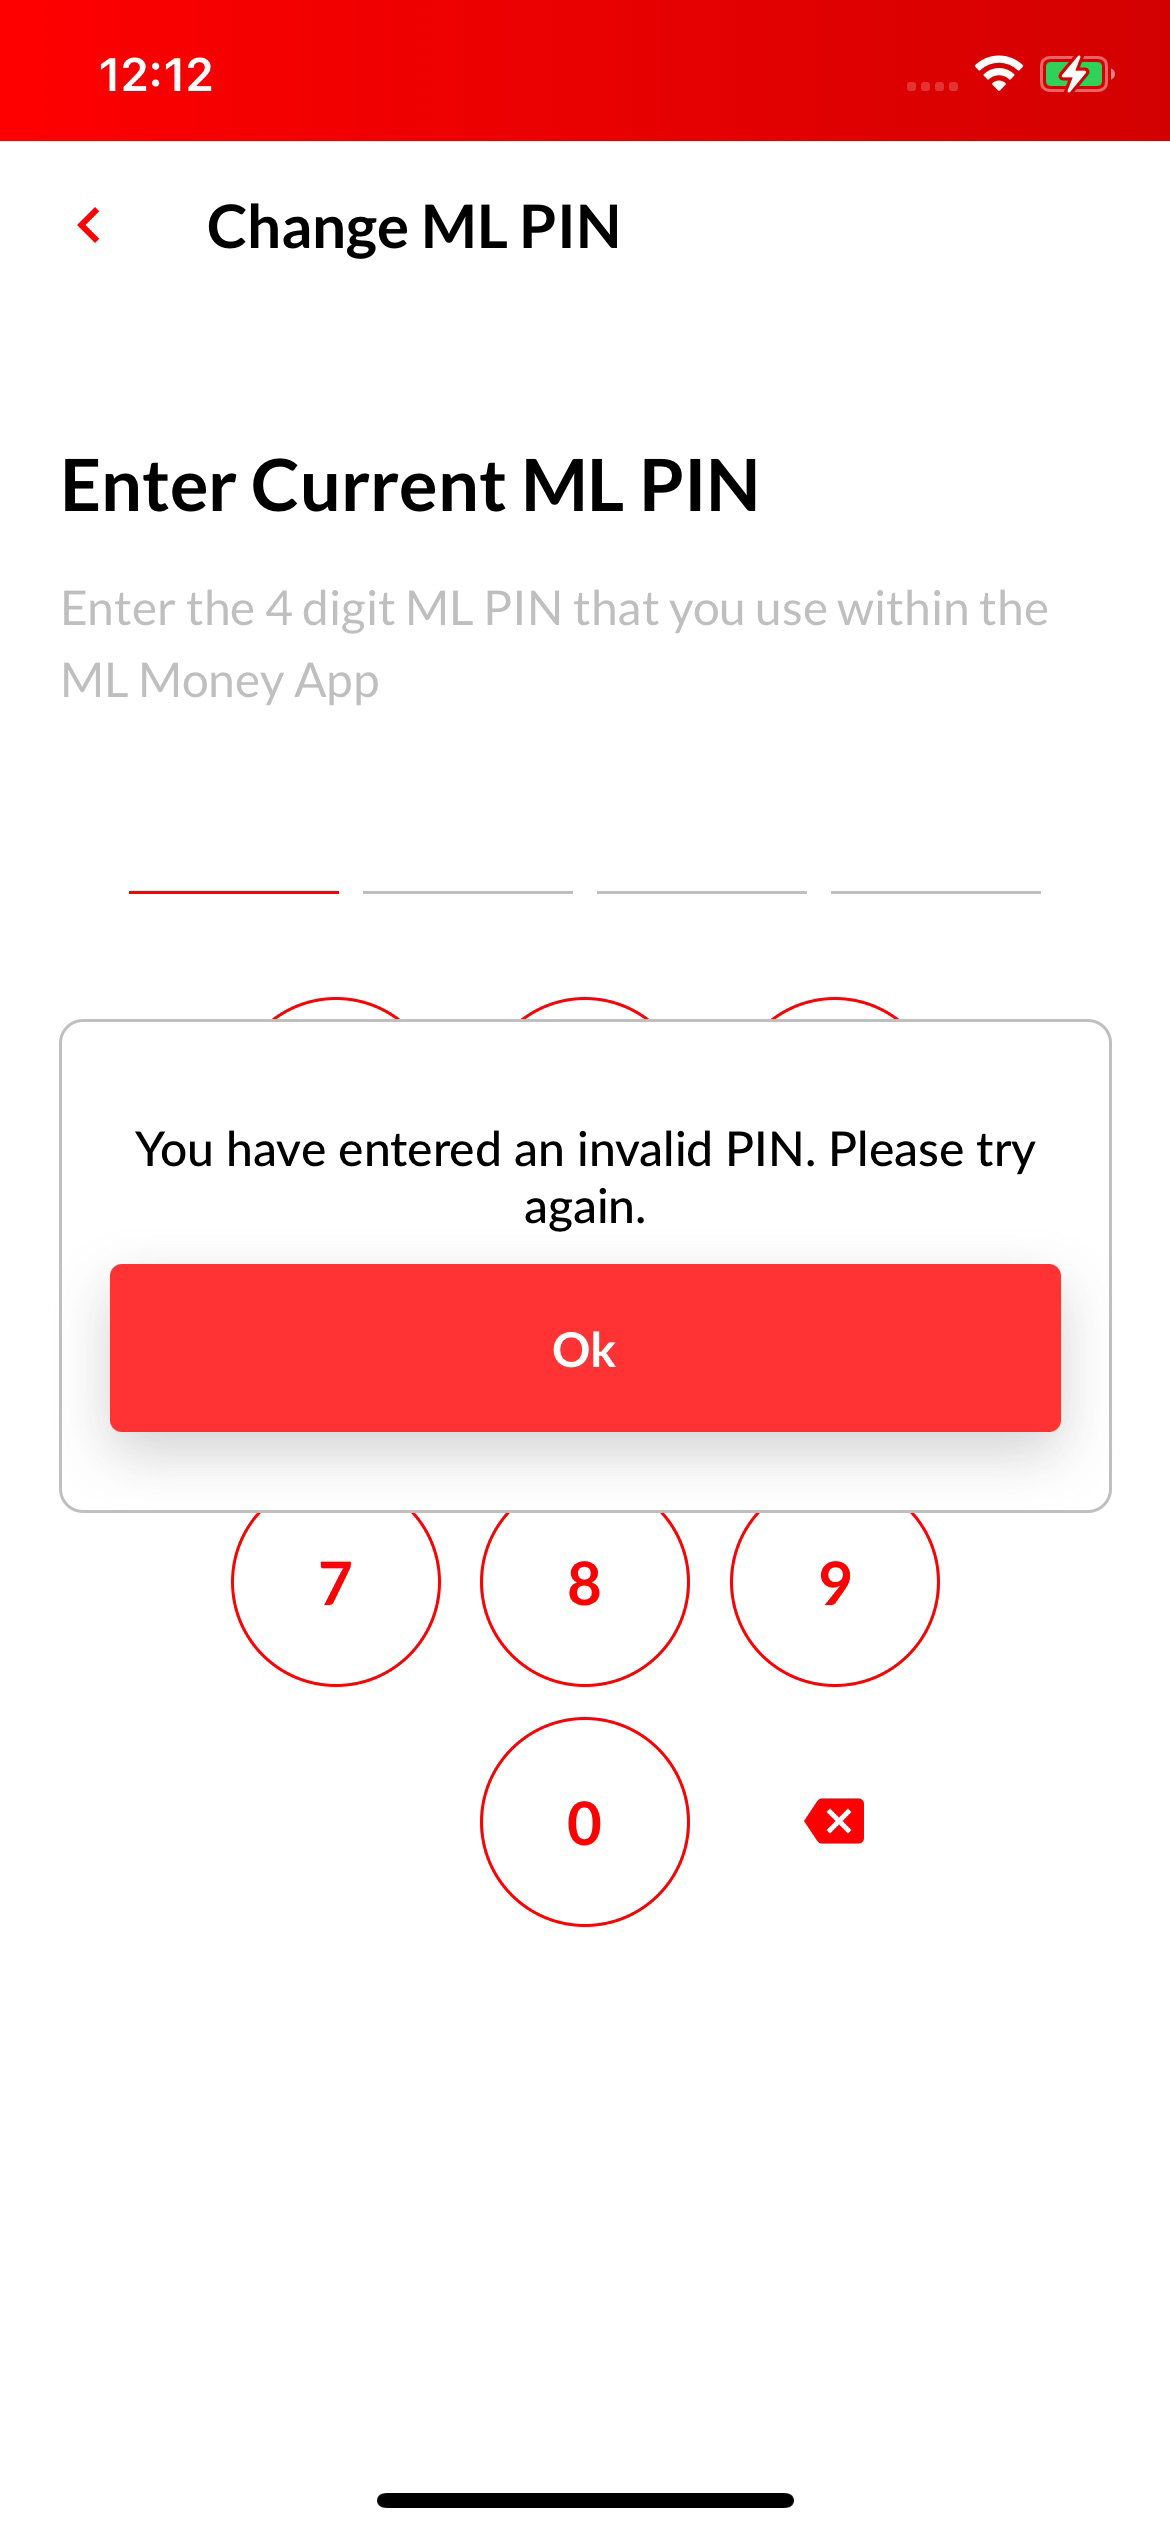 12:12
Change ML PIN
Enter Current ML PIN
Enter the 4 digit ML PIN that you use within the
ML Money App
You have entered an invalid PIN. Please try
again.
Ok
7 8 9
0